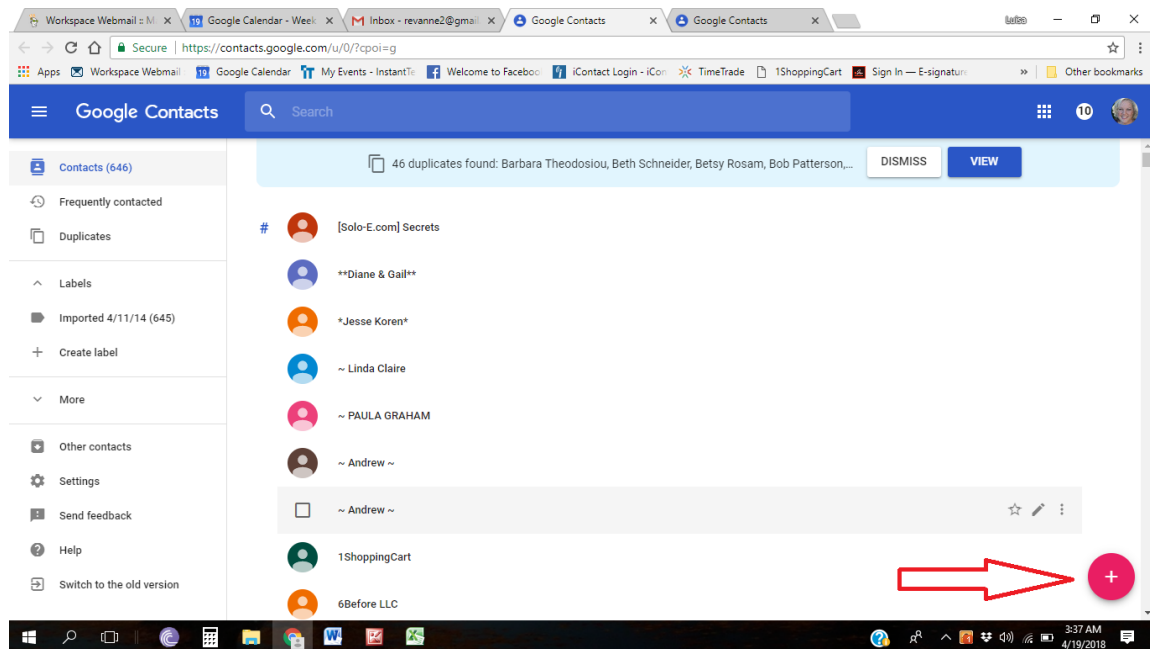 Workspace Webmail :: M
Google Calendar - Week
Inbox - revanne2@gmail
Google Contacts
Google Contacts
Luisa
Secure
https://contacts.google.com/u/0/?cpoi=g
Apps
Workspace Webmail
Google Calendar
My Events - InstantTe
Welcome to Faceboo
iContact Login - iCon
TimeTrade
1ShoppingCart
Sign In — E-signature
»
Other bookmarks
Google Contacts
Search
10
Contacts (646)
Frequently contacted
Duplicates
Labels
Imported 4/11/14 (645)
Create label
More
Other contacts
Settings
Send feedback
Help
Switch to the old version
46 duplicates found: Barbara Theodosiou, Beth Schneider, Betsy Rosam, Bob Patterson,...
DISMISS
VIEW
#
[Solo-E.com] Secrets
**Diane & Gail**
*Jesse Koren*
~ Linda Claire
~ PAULA GRAHAM
~ Andrew ~
~ Andrew ~
1ShoppingCart
6Before LLC
+
3:37 AM
4/19/2018